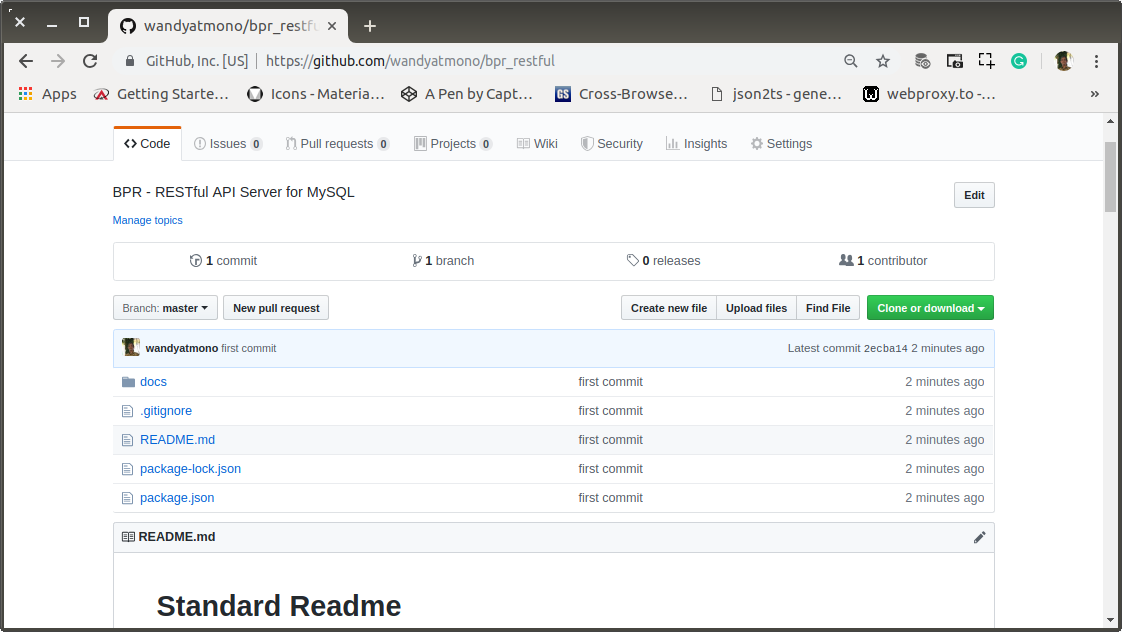 wandyatmono/bpr_restfu
GitHub, Inc. [US] https://github.com/wandyatmono/bpr_restful
Apps Getting Starte... Icons - Materia... A Pen by Capt... GS Cross-Browse... json2ts - gene... webproxy.to -... »
Code Issues 0 Pull requests 0 Projects 0 Wiki Security Insights Settings
BPR - RESTful API Server for MySQL Edit
Manage topics
1 commit 1 branch 0 releases 1 contributor
Branch: master New pull request Create new file Upload files Find File Clone or download
wandyatmono first commit Latest commit 2ecba14 2 minutes ago
docs first commit 2 minutes ago
.gitignore first commit 2 minutes ago
README.md first commit 2 minutes ago
package-lock.json first commit 2 minutes ago
package.json first commit 2 minutes ago
README.md
Standard Readme